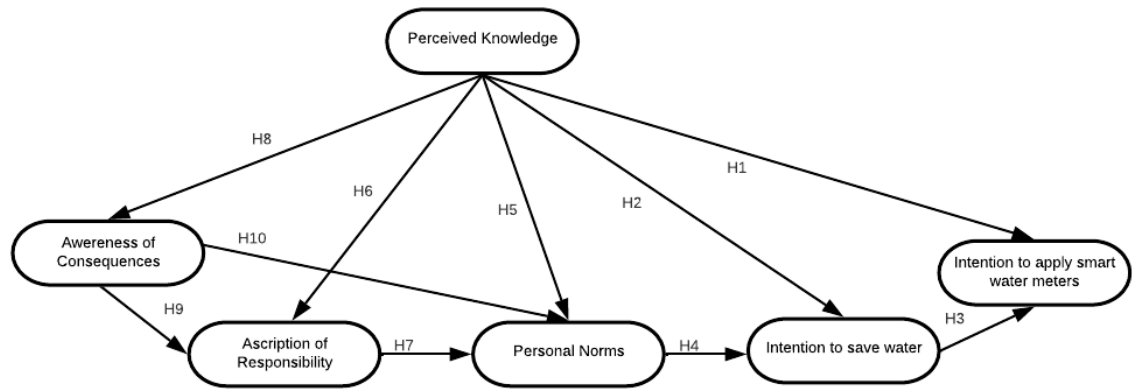 Perceived Knowledge
H8
H6
H5
H2
H1
H10
Awereness of
Consequences
Intention to apply smart
water meters
H9
H3
Ascription of
Responsibility
H7
Personal Norms
H4
Intention to save water